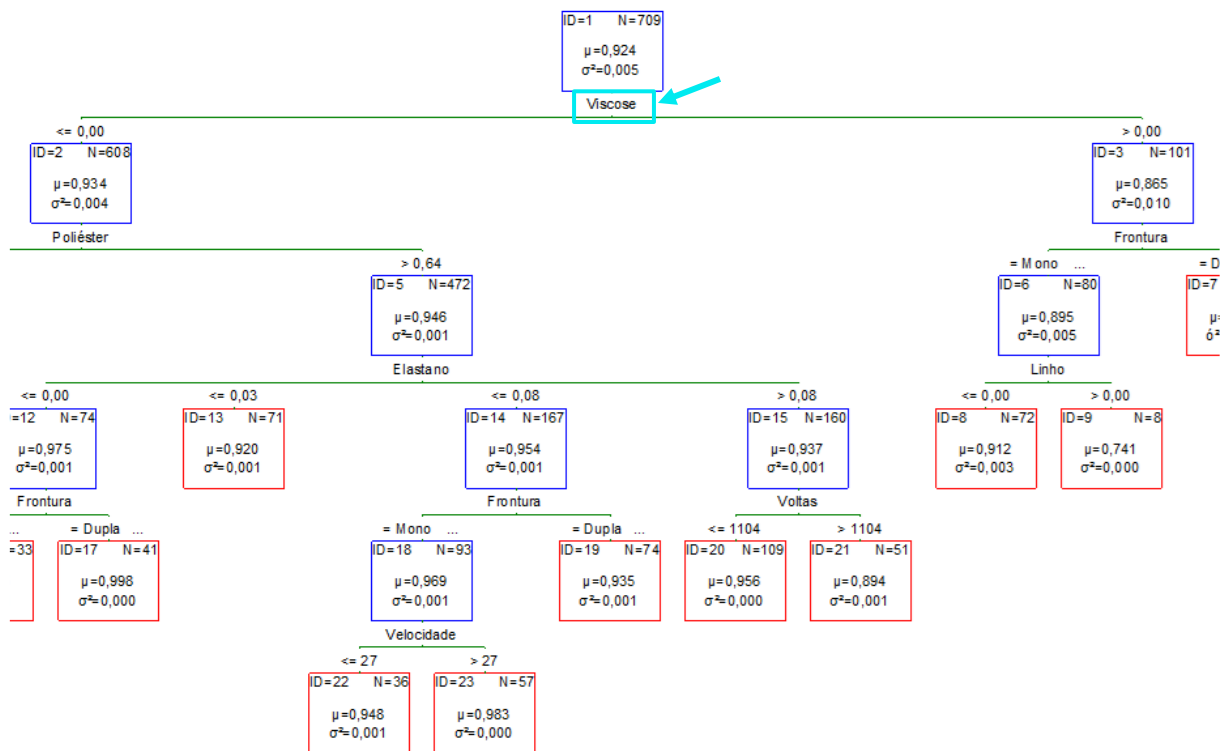 ID=1 N=709
µ=0,924
σ²=0,005
Viscose
<= 0,00 > 0,00
ID=2 N=608 ID=3 N=101
µ=0,934 µ=0,865
σ²=0,004 σ²=0,010
Poliéster Frontura
> 0,64 = Mono ... = D
ID=5 N=472 ID=6 N=80 ID=7
µ=0,946 µ=0,895 µ=
σ²=0,001 σ²=0,005 ó²
Elastano Linho
<= 0,00 <= 0,03 <= 0,08 > 0,08 <= 0,00 > 0,00
=12 N=74 ID=13 N=71 ID=14 N=167 ID=15 N=160 ID=8 N=72 ID=9 N=8
µ=0,975 µ=0,920 µ=0,954 µ=0,937 µ=0,912 µ=0,741
σ²=0,001 σ²=0,001 σ²=0,001 σ²=0,001 σ²=0,003 σ²=0,000
Frontura Frontura Voltas
... = Dupla ... = Mono ... = Dupla ... <= 1104 > 1104
=33 ID=17 N=41 ID=18 N=93 ID=19 N=74 ID=20 N=109 ID=21 N=51
µ=0,998 µ=0,969 µ=0,935 µ=0,956 µ=0,894
σ²=0,000 σ²=0,001 σ²=0,001 σ²=0,000 σ²=0,001
Velocidade
<= 27 > 27
ID=22 N=36 ID=23 N=57
µ=0,948 µ=0,983
σ²=0,001 σ²=0,000